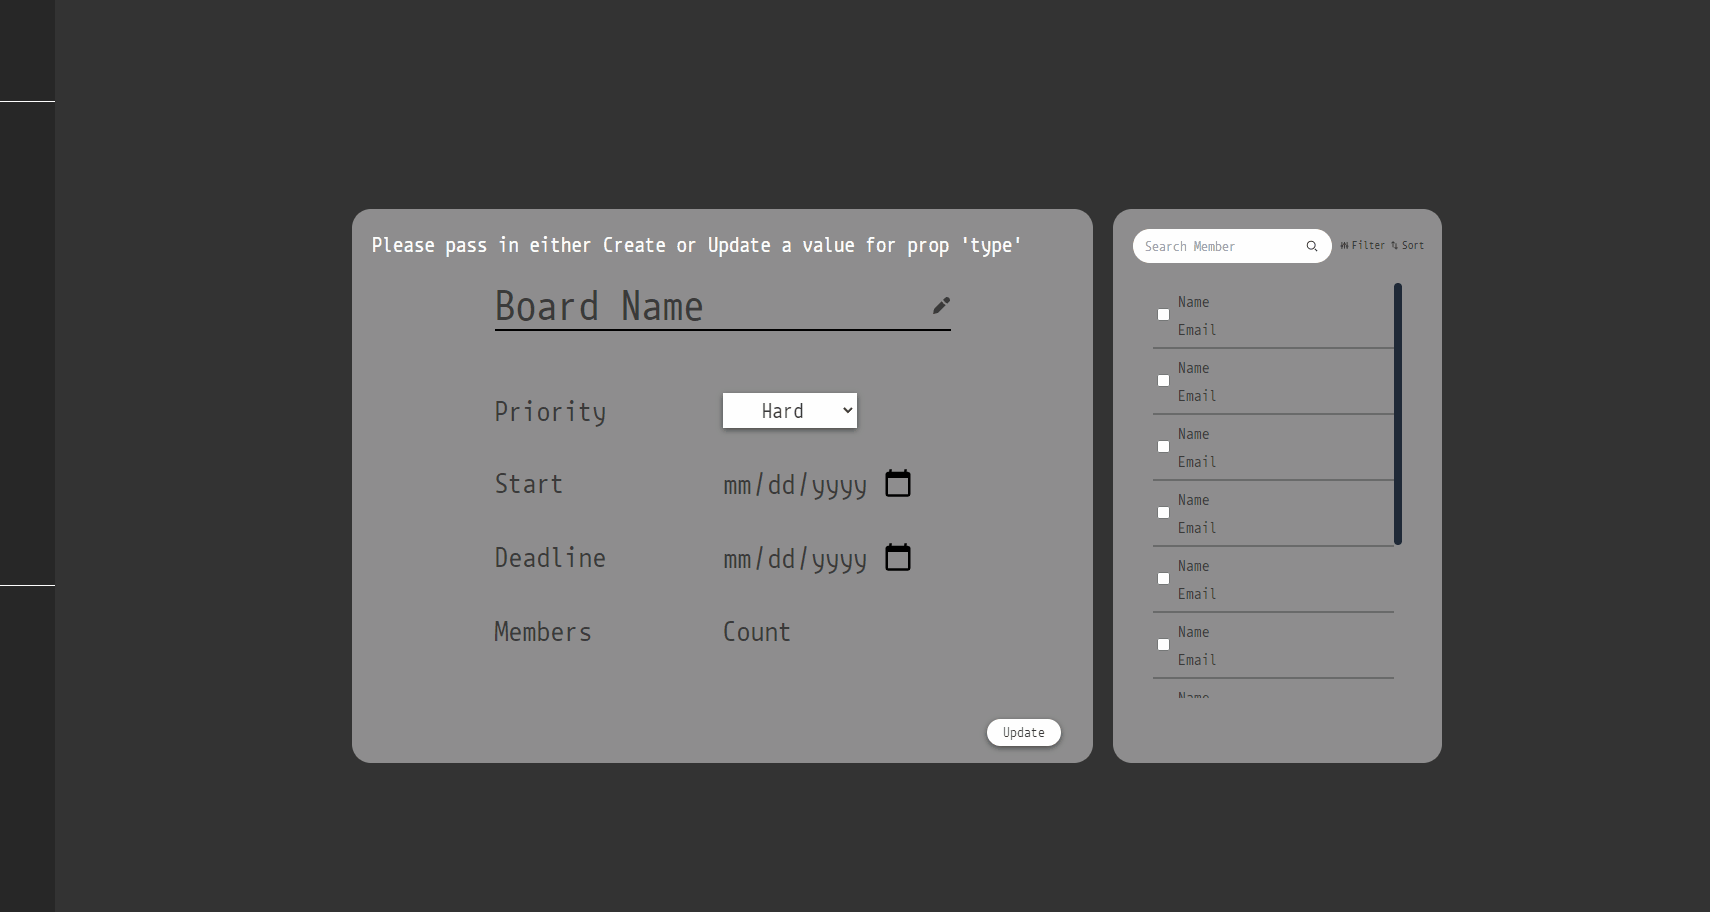 Please pass in either Create or Update a value for prop 'type'
Board Name
Priority Hard
Start mm/dd/yyyy
Deadline mm/dd/yyyy
Members Count
Update
Search Member Filter Sort
Name
Email
Name
Email
Name
Email
Name
Email
Name
Email
Name
Email
Name